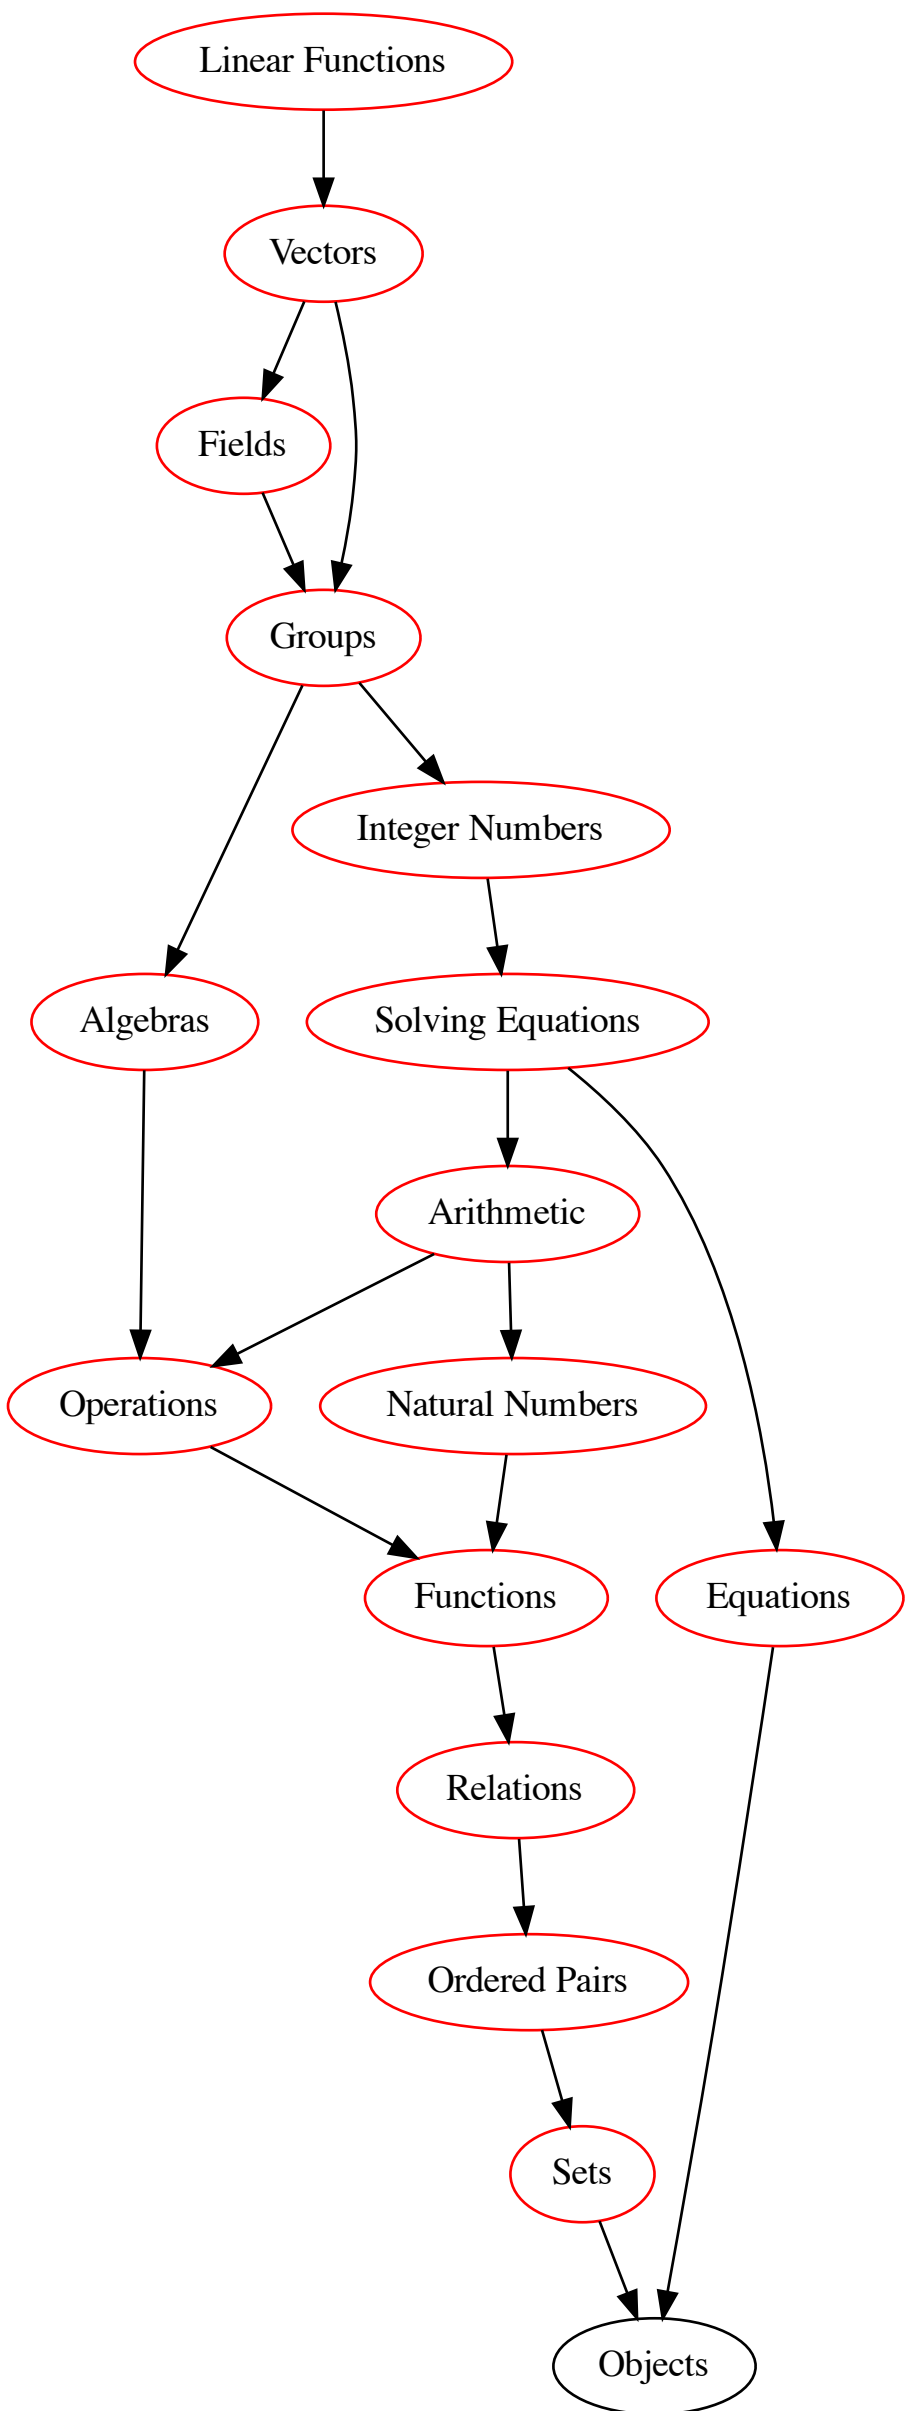 Linear Functions
Vectors
Fields
Groups
Integer Numbers
Algebras
Solving Equations
Arithmetic
Operations
Natural Numbers
Functions
Equations
Relations
Ordered Pairs
Sets
Objects